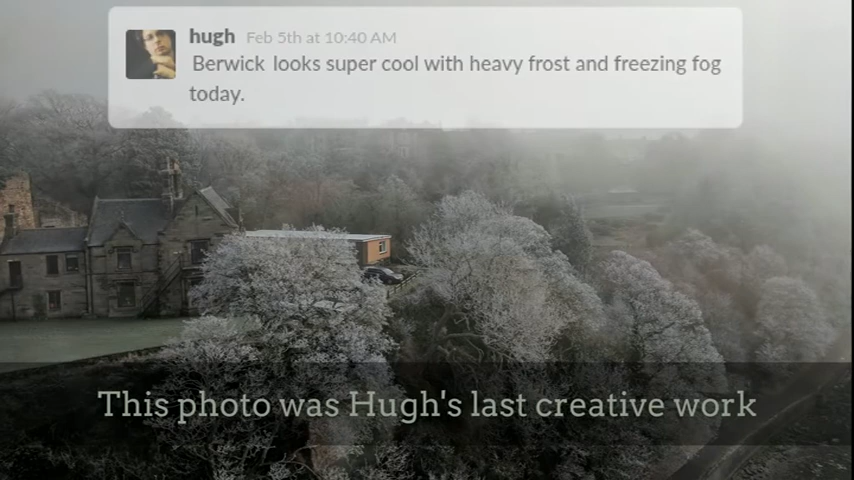 hugh Feb 5th at 10:40 AM
Berwick looks super cool with heavy frost and freezing fog
today.
This photo was Hugh's last creative work